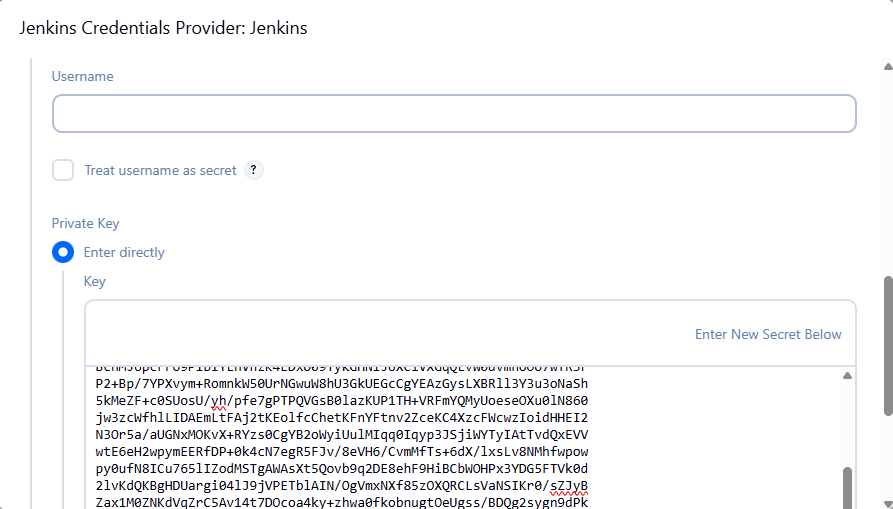 Jenkins Credentials Provider: Jenkins
Username
Treat username as secret ?
Private Key
Enter directly
Key
Enter New Secret Below
P2+Bp/7YPXvym+RomnkW50UrNGwuW8hU3GkUEGcCgYEAzGysLXBRll3Y3u3oNaSh
5kMeZF+c0SUosU/yh/pfe7gPTPQVGsB0lazKUP1TH+VRFmYQMyUoeseOXu0lN860
jw3zcWfhlLIDAEmLtFAj2tKEolfcChetKFnYFtnv2ZceKC4XzcFWcwzIoidHHEI2
N3Or5a/aUGNxMOKvX+RYzs0CgYB2oWyiUulMIqq0Iqyp3JSjiWYTyIAtTvdQxEVV
wtE6eH2wpymEERfDP+0k4cN7egR5FJv/8eVH6/CvmMfTs+6dX/lxsLv8NMhfwpow
py0ufN8ICu765lIZodMSTgAWAsXt5Qovb9q2DE8ehF9HiBCbWOHPx3YDG5FTVk0d
2lvKdQKBgHDUargi04lJ9jVPETblAIN/OgVmxNXf85zOXQRCLsVaNSIKr0/sZJyB
Zax1M0ZNKdVqZrC5Av14t7DOcoa4ky+zhwa0fkobnugtOeUgss/BDQg2sygn9dPk